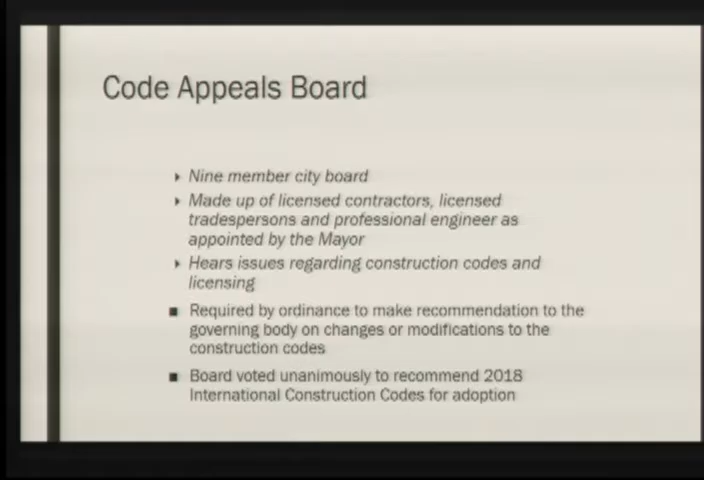 Code Appeals Board
Nine member city board
Made up of licensed contractors, licensed
tradespersons and professional engineer as
appointed by the Mayor
Hears issues regarding construction codes and
licensing
Required by ordinance to make recommendation to the
governing body on changes or modifications to the
construction codes
Board voted unanimously to recommend 2018
International Construction Codes for adoption